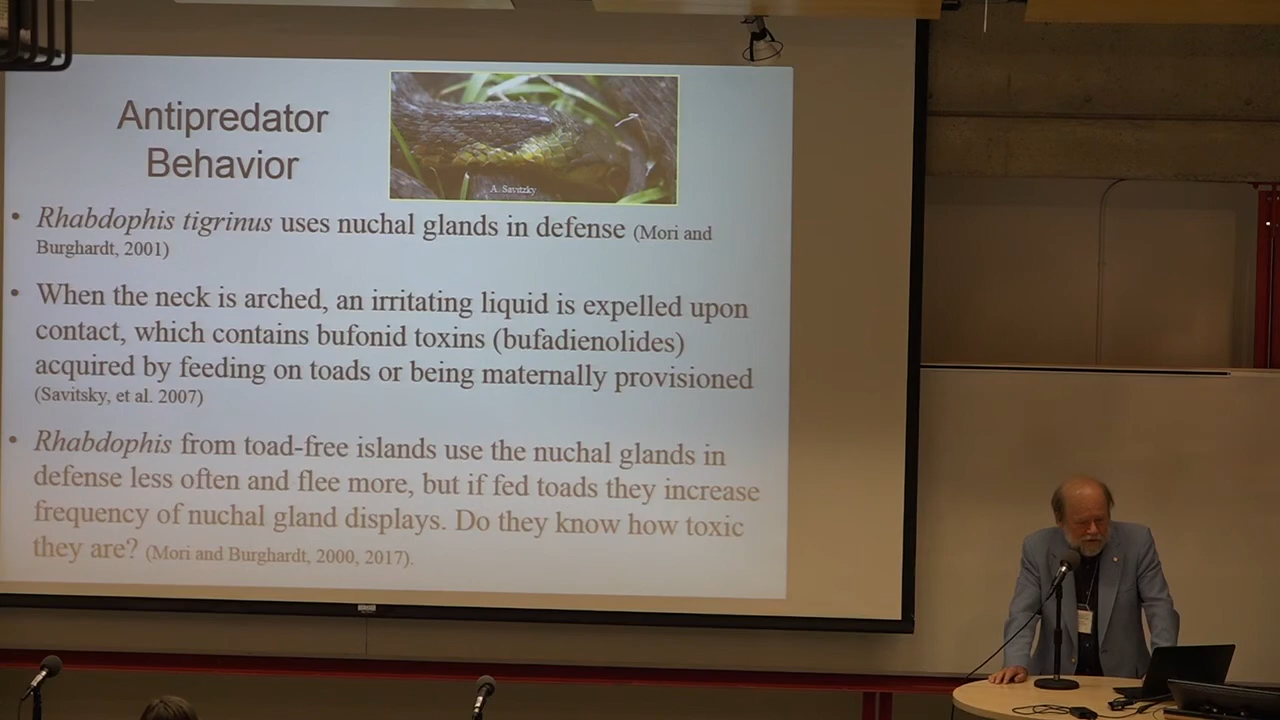 Antipredator
Behavior
A. Savitzky
• Rhabdophis tigrinus uses nuchal glands in defense (Mori and
Burghardt, 2001)
• When the neck is arched, an irritating liquid is expelled upon
contact, which contains bufonid toxins (bufadienolides)
acquired by feeding on toads or being maternally provisioned
(Savitsky, et al. 2007)
• Rhabdophis from toad-free islands use the nuchal glands in
defense less often and flee more, but if fed toads they increase
frequency of nuchal gland displays. Do they know how toxic
they are? (Mori and Burghardt, 2000, 2017).